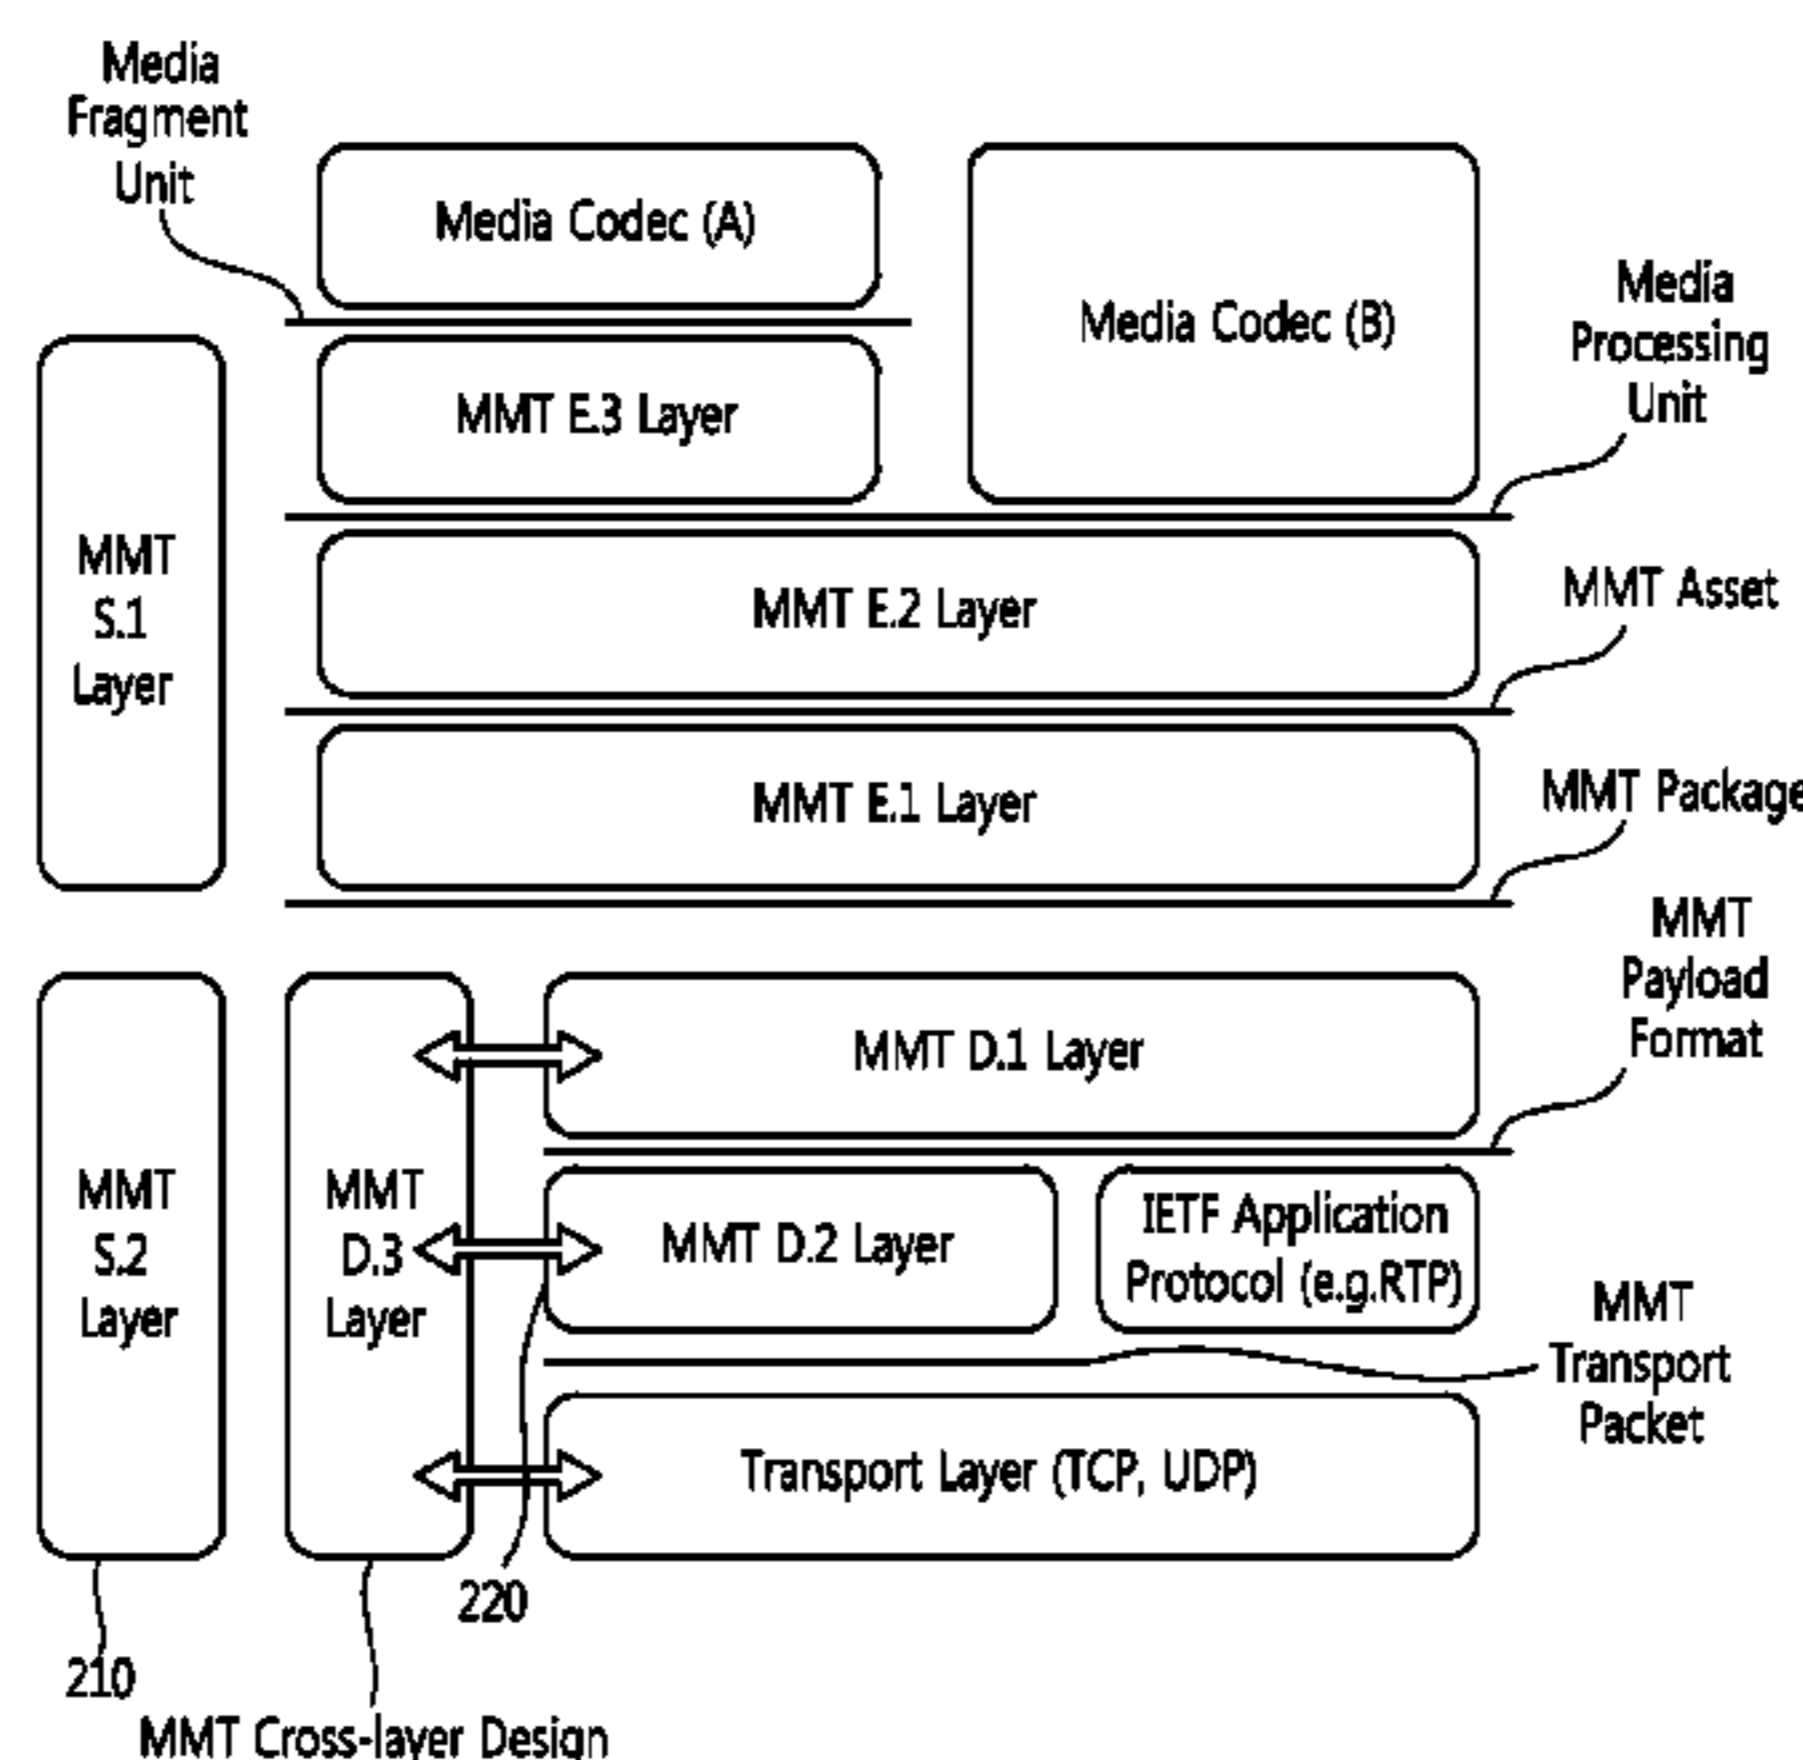 Media
Fragment
Unit
Media Codec (A)
Media Codec (B)
Media
Processing
Unit
MMT E.3 Layer
MMT
S.1
Layer
MMT E.2 Layer
MMT Asset
MMT E.1 Layer
MMT Package
MMT
Payload
Format
MMT D.1 Layer
MMT
S.2
Layer
MMT
D.3
Layer
MMT D.2 Layer
IETF Application
Protocol (e.g.RTP)
MMT
Transport
Packet
Transport Layer (TCP, UDP)
220
210
MMT Cross-layer Design